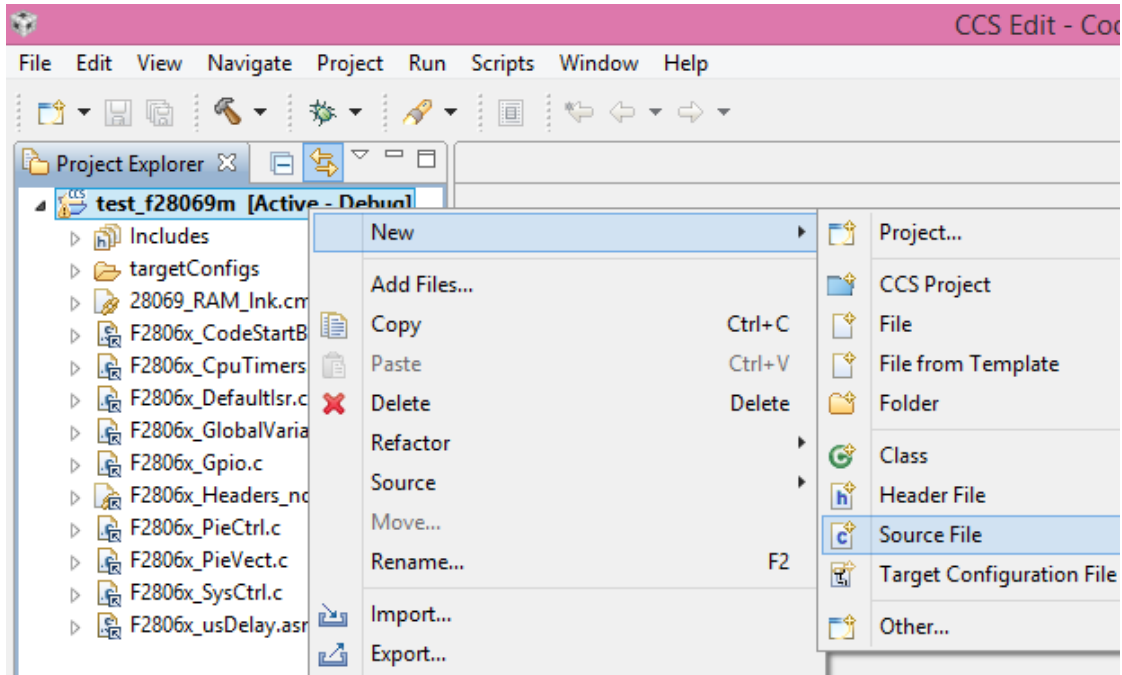 CCS Edit - Co
File Edit View Navigate Project Run Scripts Window Help
Project Explorer
test_f28069m [Active - Debug]
Includes
targetConfigs
28069_RAM_lnk.cm
F2806x_CodeStartB
F2806x_CpuTimers
F2806x_DefaultIsr.c
F2806x_GlobalVaria
F2806x_Gpio.c
F2806x_Headers_no
F2806x_PieCtrl.c
F2806x_PieVect.c
F2806x_SysCtrl.c
F2806x_usDelay.asr
New
Add Files...
Copy Ctrl+C
Paste Ctrl+V
Delete Delete
Refactor
Source
Move...
Rename... F2
Import...
Export...
Project...
CCS Project
File
File from Template
Folder
Class
Header File
Source File
Target Configuration File
Other...